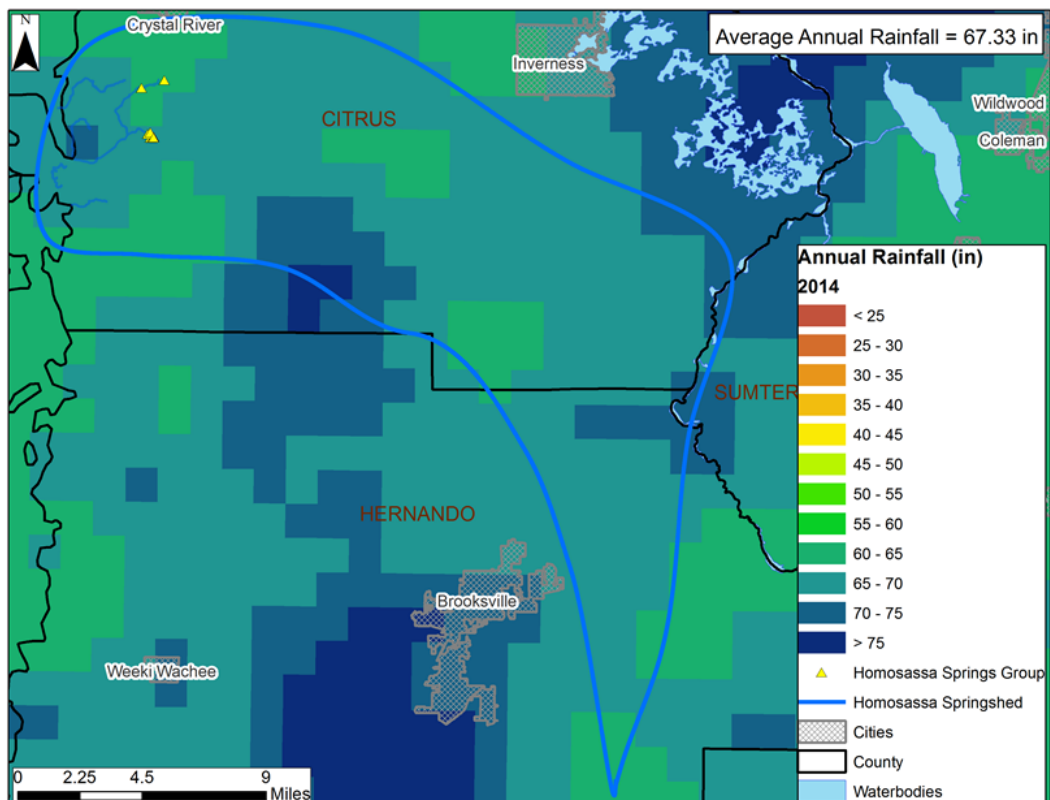 N
Crystal River
Average Annual Rainfall = 67.33 in
Inverness
Wildwood
CITRUS
Coleman
Annual Rainfall (in)
2014
< 25
25 - 30
30 - 35
35 - 40
40 - 45
45 - 50
50 - 55
55 - 60
60 - 65
65 - 70
70 - 75
> 75
Homosassa Springs Group
Homosassa Springshed
Cities
County
Waterbodies
SUMTER
HERNANDO
Brooksville
Weeki Wachee
0 2.25 4.5 9
Miles